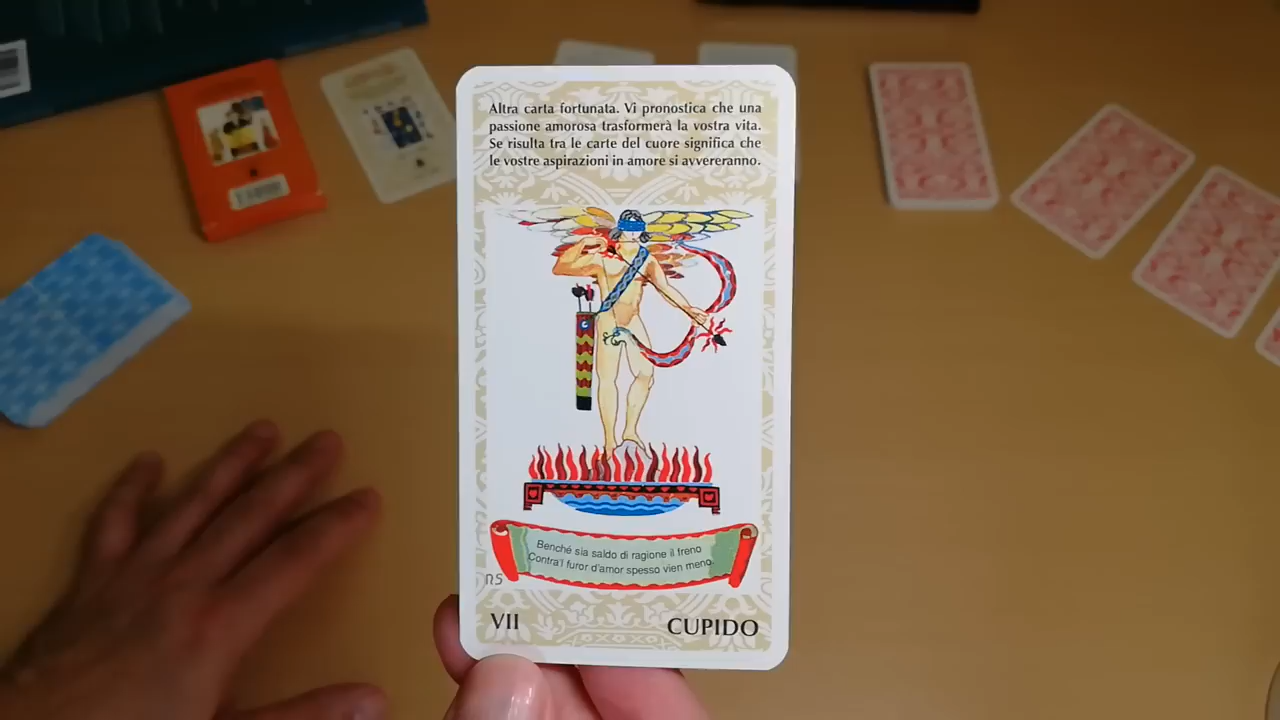 Altra carta fortunata. Vi pronostica che una
passione amorosa trasformerà la vostra vita.
Se risulta tra le carte del cuore significa che
le vostre aspirazioni in amore si avvereranno.
Benché sia saldo di ragione il freno
Contra'l furor d'amor spesso vien meno.
VII
CUPIDO